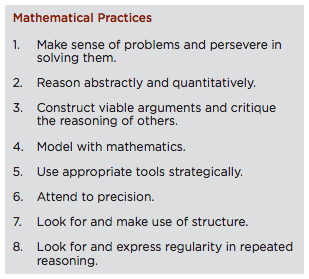 Mathematical Practices
1. Make sense of problems and persevere in
solving them.
2. Reason abstractly and quantitatively.
3. Construct viable arguments and critique
the reasoning of others.
4. Model with mathematics.
5. Use appropriate tools strategically.
6. Attend to precision.
7. Look for and make use of structure.
8. Look for and express regularity in repeated
reasoning.